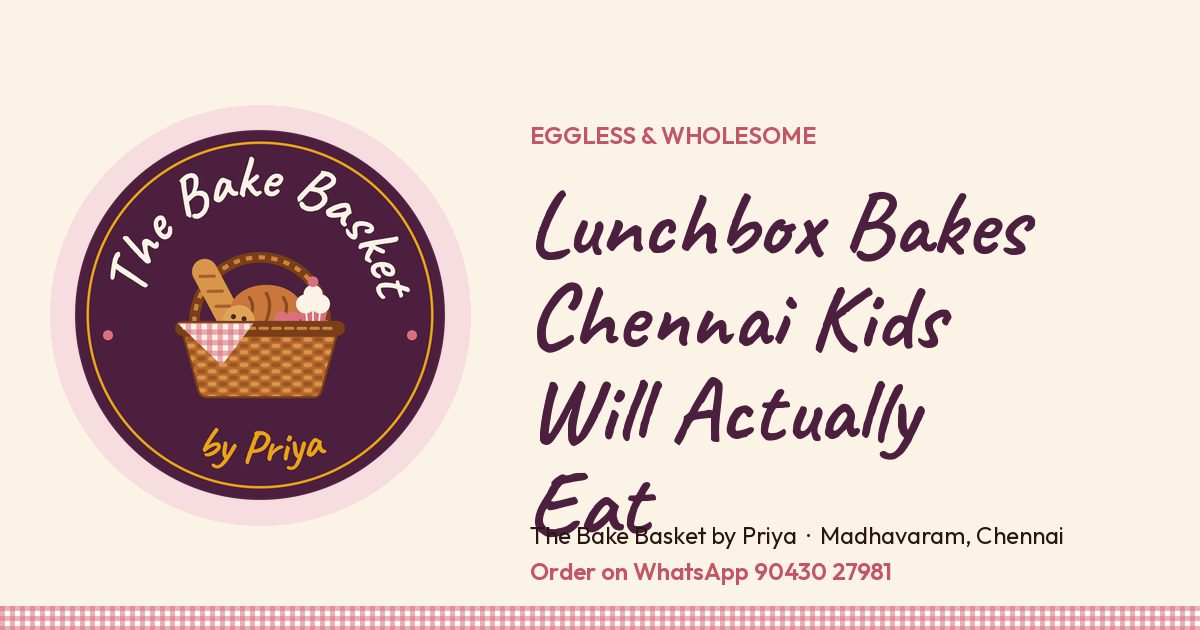 The Bake Basket
by Priya
EGGLESS & WHOLESOME
Lunchbox Bakes
Chennai Kids
Will Actually
Eat
The Bake Basket by Priya · Madhavaram, Chennai
Order on WhatsApp 90430 27981